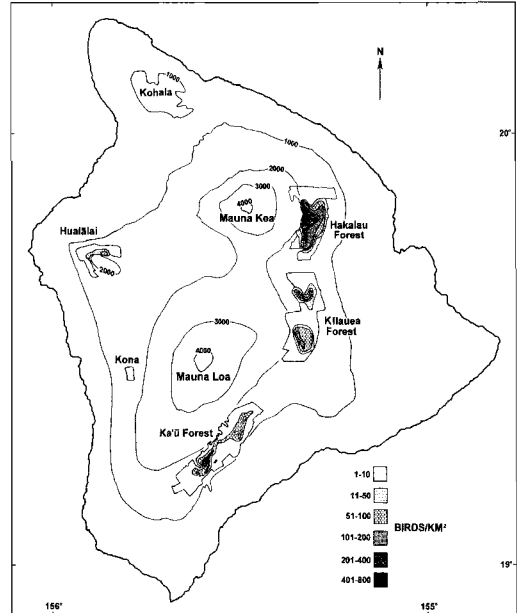 N
Kohala
1000
20°
1000
2000
3000
4000
Mauna Kea
Hakalau
Forest
Hualālai
2000
Kīlauea
Forest
3000
4000
Mauna Loa
Kona
Ka'ū Forest
1-10
11-50
51-100
BIRDS/KM²
101-200
201-400
401-800
19°
156°
155°